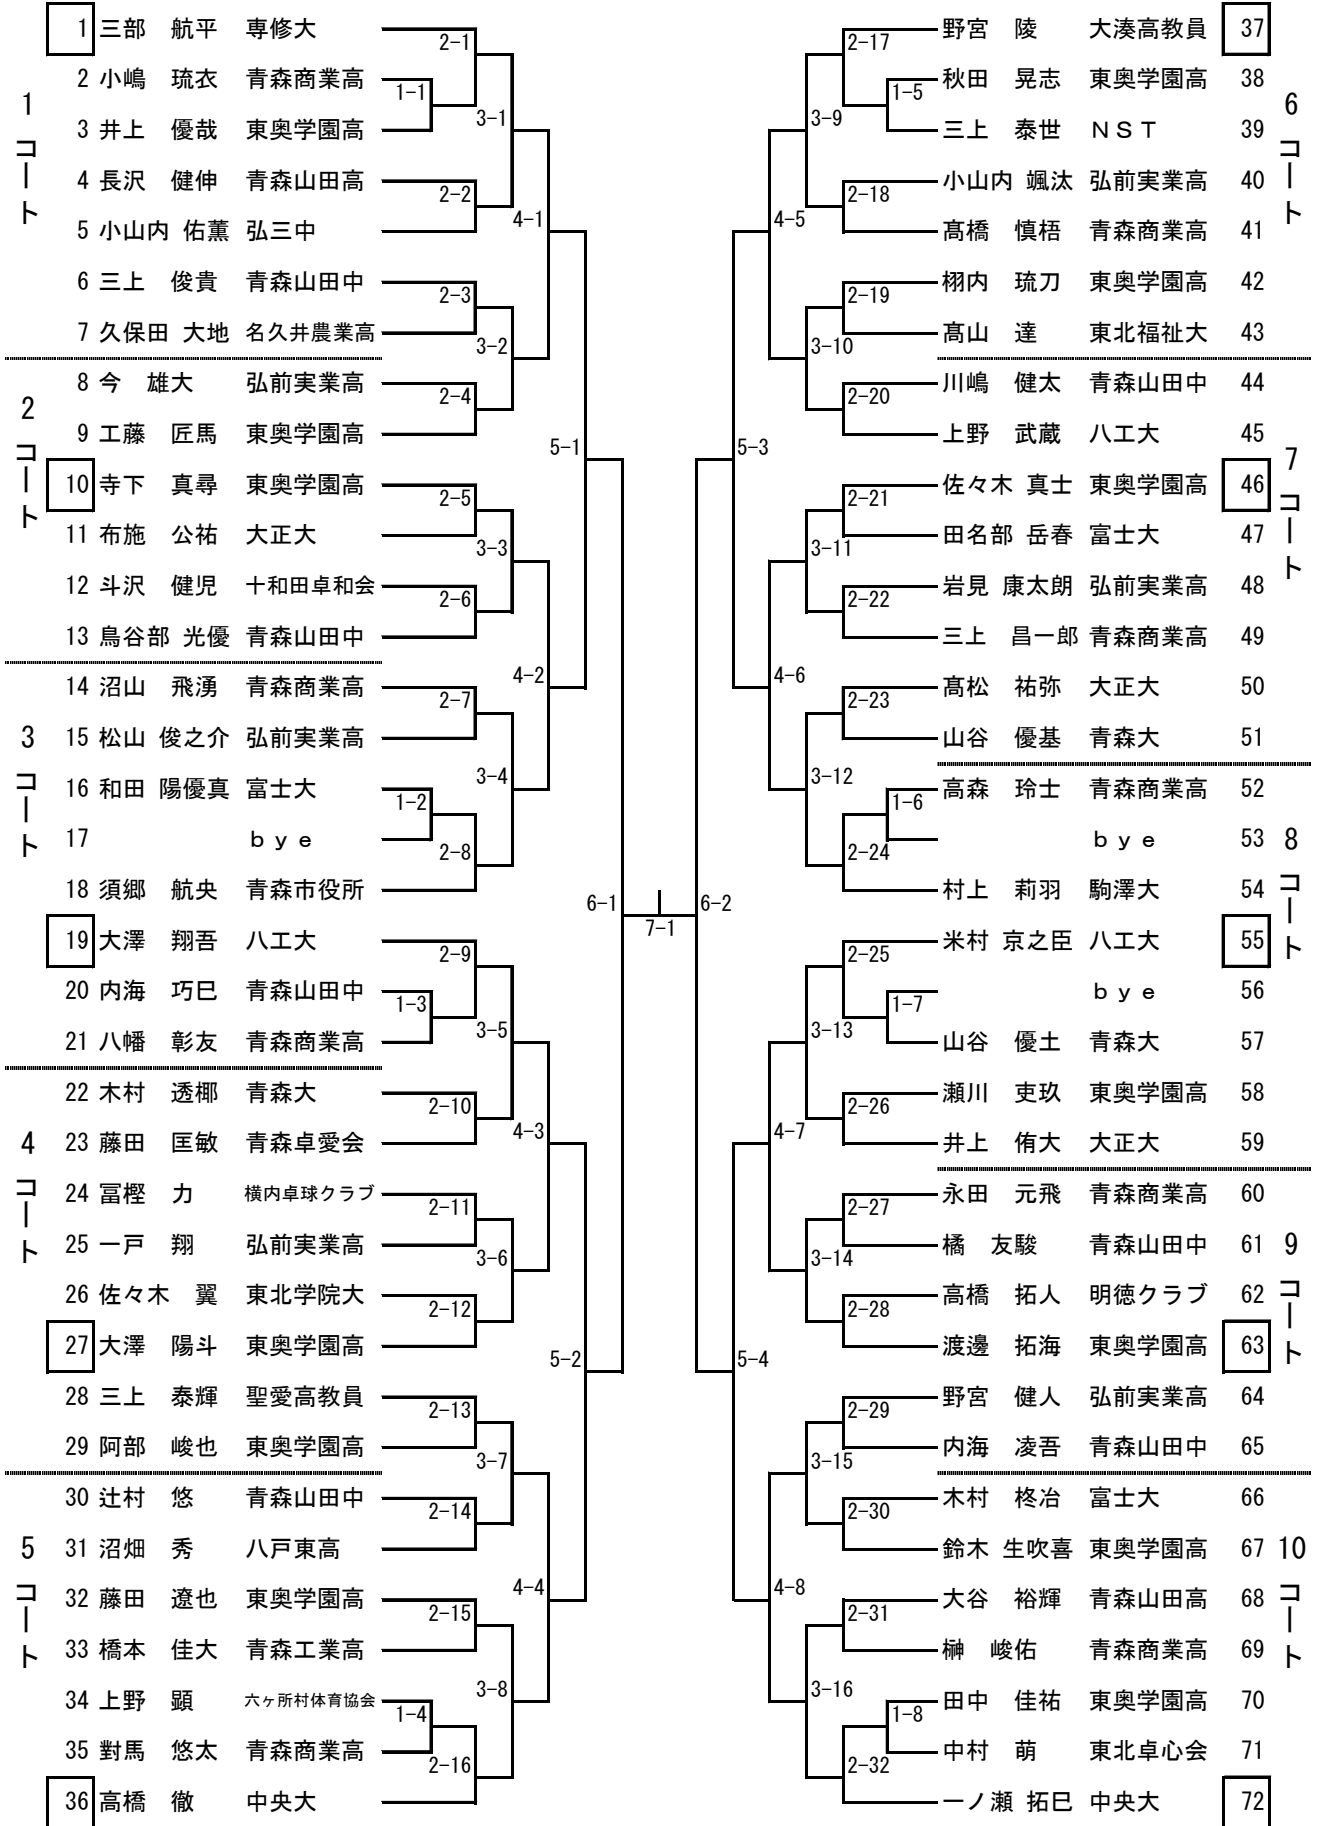 1コート
1 三部 航平 専修大
2 小嶋 琉衣 青森商業高
3 井上 優哉 東奥学園高
4 長沢 健伸 青森山田高
5 小山内 佑薫 弘三中
6 三上 俊貴 青森山田中
7 久保田 大地 名久井農業高
2コート
8 今 雄大 弘前実業高
9 工藤 匠馬 東奥学園高
10 寺下 真尋 東奥学園高
11 布施 公祐 大正大
12 斗沢 健児 十和田卓和会
13 鳥谷部 光優 青森山田中
3コート
14 沼山 飛湧 青森商業高
15 松山 俊之介 弘前実業高
16 和田 陽優真 富士大
17 ｂｙｅ
18 須郷 航央 青森市役所
19 大澤 翔吾 八工大
20 内海 巧巳 青森山田中
21 八幡 彰友 青森商業高
4コート
22 木村 透椰 青森大
23 藤田 匡敏 青森卓愛会
24 冨樫 力 横内卓球クラブ
25 一戸 翔 弘前実業高
26 佐々木 翼 東北学院大
27 大澤 陽斗 東奥学園高
28 三上 泰輝 聖愛高教員
29 阿部 峻也 東奥学園高
5コート
30 辻村 悠 青森山田中
31 沼畑 秀 八戸東高
32 藤田 遼也 東奥学園高
33 橋本 佳大 青森工業高
34 上野 顕 六ヶ所村体育協会
35 對馬 悠太 青森商業高
36 高橋 徹 中央大
1-1
1-2
1-3
1-4
2-1
2-2
2-3
2-4
2-5
2-6
2-7
2-8
2-9
2-10
2-11
2-12
2-13
2-14
2-15
2-16
3-1
3-2
3-3
3-4
3-5
3-6
3-7
3-8
4-1
4-2
4-3
4-4
5-1
5-2
6-1
7-1
6-2
5-3
5-4
4-5
4-6
4-7
4-8
3-9
3-10
3-11
3-12
3-13
3-14
3-15
3-16
2-17
2-18
2-19
2-20
2-21
2-22
2-23
2-24
2-25
2-26
2-27
2-28
2-29
2-30
2-31
2-32
1-5
1-6
1-7
1-8
6コート
野宮 陵 大湊高教員 37
秋田 晃志 東奥学園高 38
三上 泰世 ＮＳＴ 39
小山内 颯汰 弘前実業高 40
髙橋 慎梧 青森商業高 41
栩内 琉刀 東奥学園高 42
髙山 達 東北福祉大 43
7コート
川嶋 健太 青森山田中 44
上野 武蔵 八工大 45
佐々木 真士 東奥学園高 46
田名部 岳春 富士大 47
岩見 康太朗 弘前実業高 48
三上 昌一郎 青森商業高 49
髙松 祐弥 大正大 50
山谷 優基 青森大 51
8コート
高森 玲士 青森商業高 52
ｂｙｅ 53
村上 莉羽 駒澤大 54
米村 京之臣 八工大 55
ｂｙｅ 56
山谷 優土 青森大 57
瀬川 吏玖 東奥学園高 58
井上 侑大 大正大 59
9コート
永田 元飛 青森商業高 60
橘 友駿 青森山田中 61
高橋 拓人 明徳クラブ 62
渡邊 拓海 東奥学園高 63
野宮 健人 弘前実業高 64
内海 凌吾 青森山田中 65
10コート
木村 柊冶 富士大 66
鈴木 生吹喜 東奥学園高 67
大谷 裕輝 青森山田高 68
榊 峻佑 青森商業高 69
田中 佳祐 東奥学園高 70
中村 萌 東北卓心会 71
一ノ瀬 拓巳 中央大 72